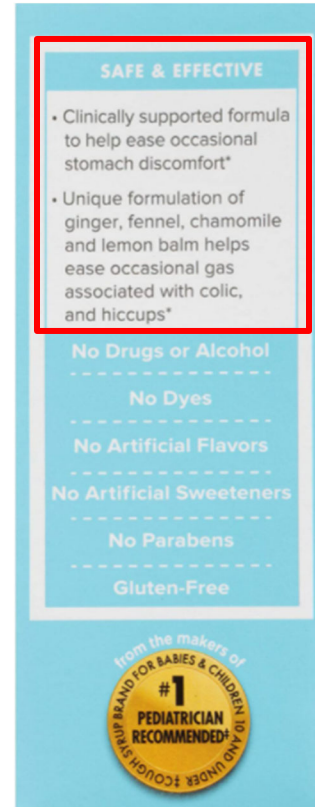 SAFE & EFFECTIVE
• Clinically supported formula
to help ease occasional
stomach discomfort*
• Unique formulation of
ginger, fennel, chamomile
and lemon balm helps
ease occasional gas
associated with colic,
and hiccups*
No Drugs or Alcohol
No Dyes
No Artificial Flavors
No Artificial Sweeteners
No Parabens
Gluten-Free
from the makers of
#1
PEDIATRICIAN
RECOMMENDED‡
‡COUGH SYRUP BRAND FOR BABIES & CHILDREN 10 AND UNDER